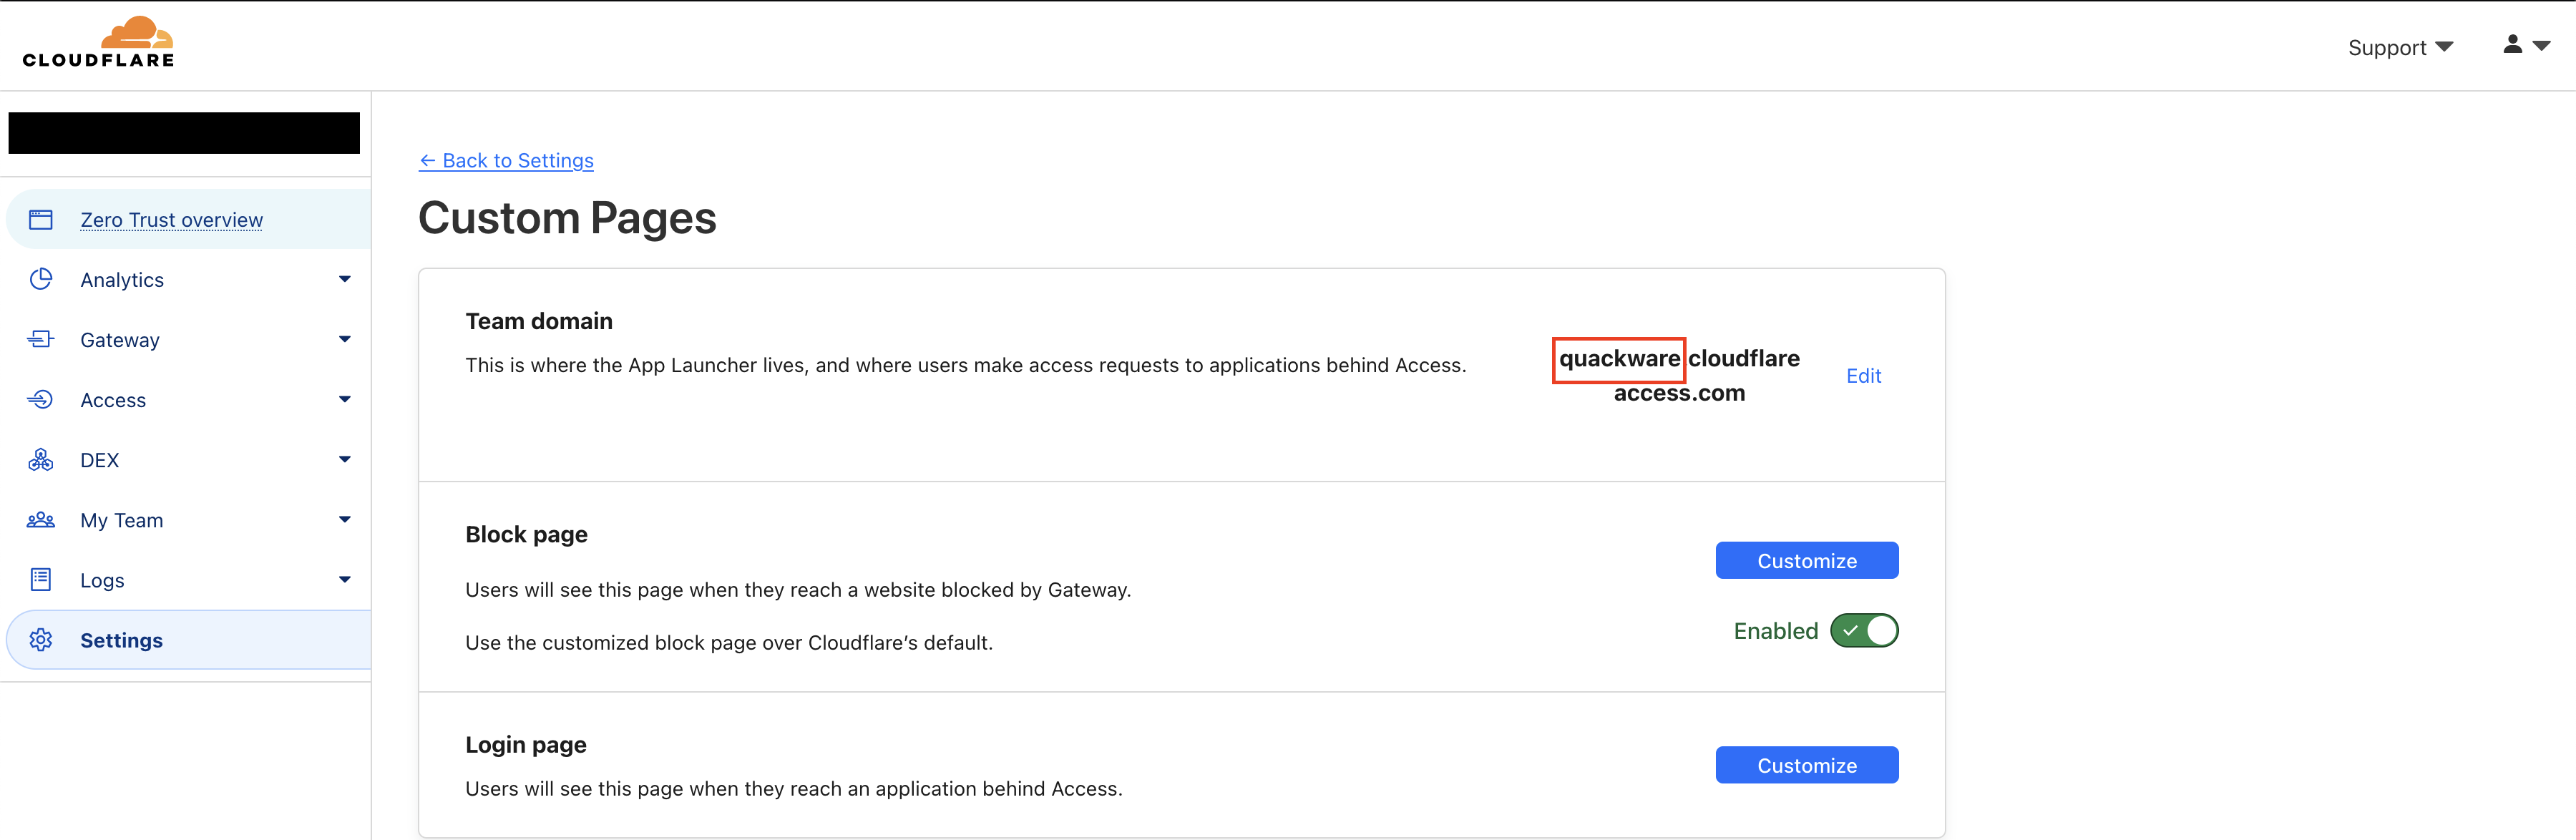 CLOUDFLARE
Support
Zero Trust overview
Analytics
Gateway
Access
DEX
My Team
Logs
Settings
← Back to Settings
Custom Pages
Team domain
This is where the App Launcher lives, and where users make access requests to applications behind Access.
quackware cloudflare
access.com
Edit
Block page
Users will see this page when they reach a website blocked by Gateway.
Use the customized block page over Cloudflare’s default.
Customize
Enabled
Login page
Users will see this page when they reach an application behind Access.
Customize